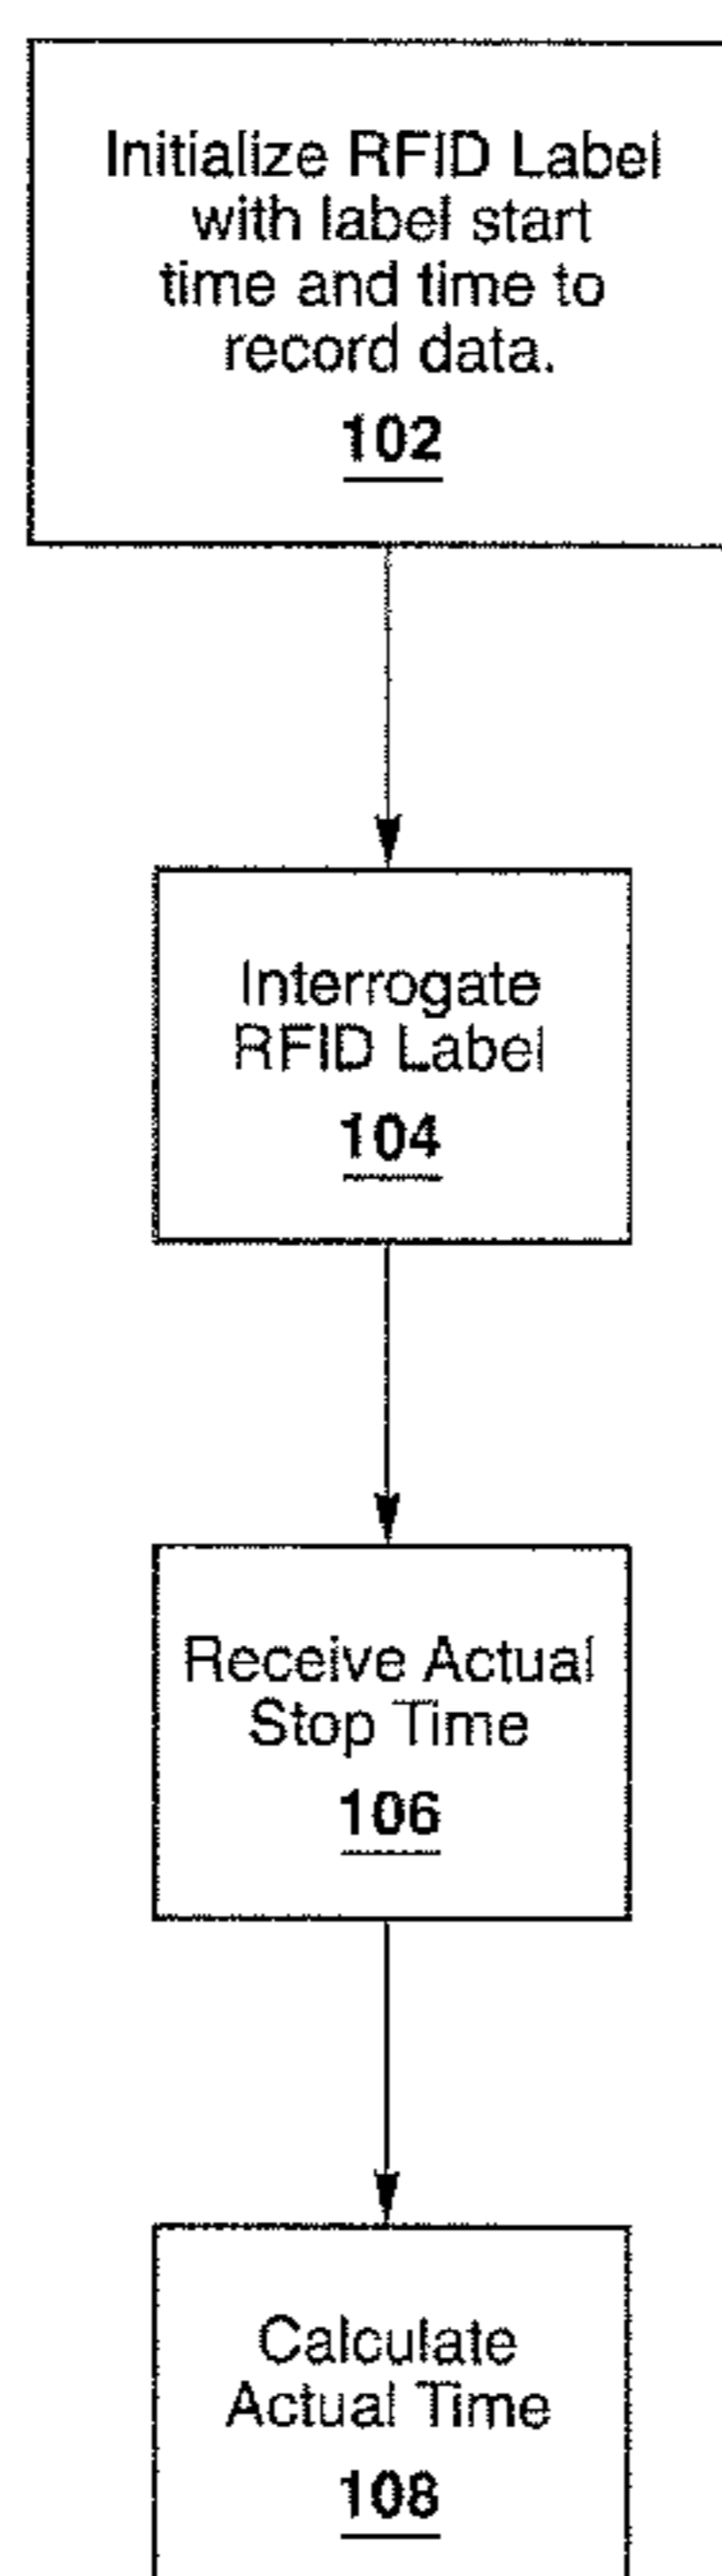 Initialize RFID Label
with label start
time and time to
record data.
102
Interrogate
RFID Label
104
Receive Actual
Stop Time
106
Calculate
Actual Time
108